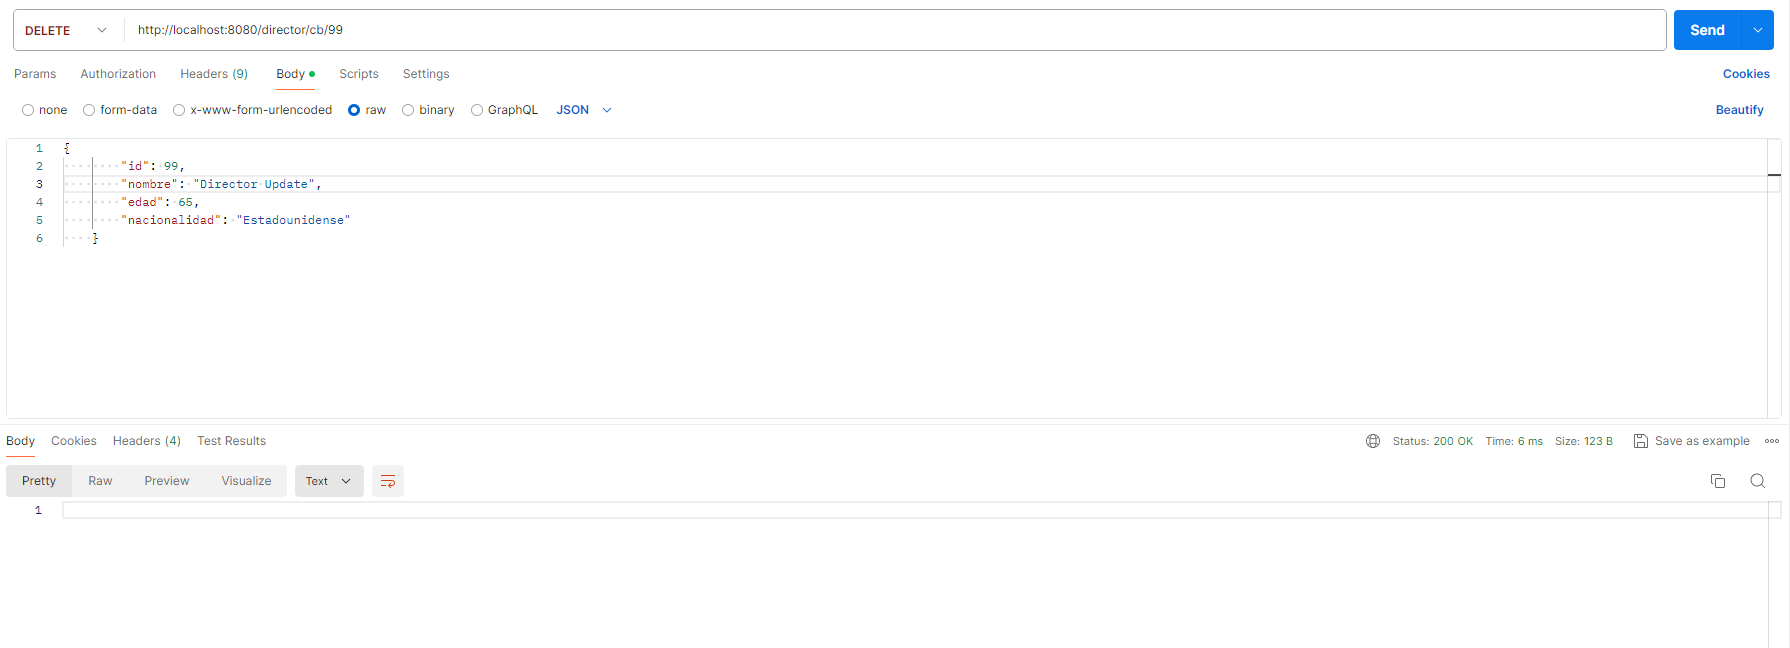 DELETE http://localhost:8080/director/cb/99 Send
Params Authorization Headers (9) Body Scripts Settings Cookies
none form-data x-www-form-urlencoded raw binary GraphQL JSON Beautify
1 {
2 "id": 99,
3 "nombre": "Director Update",
4 "edad": 65,
5 "nacionalidad": "Estadounidense"
6 }
Body Cookies Headers (4) Test Results Status: 200 OK Time: 6 ms Size: 123 B Save as example
Pretty Raw Preview Visualize Text
1